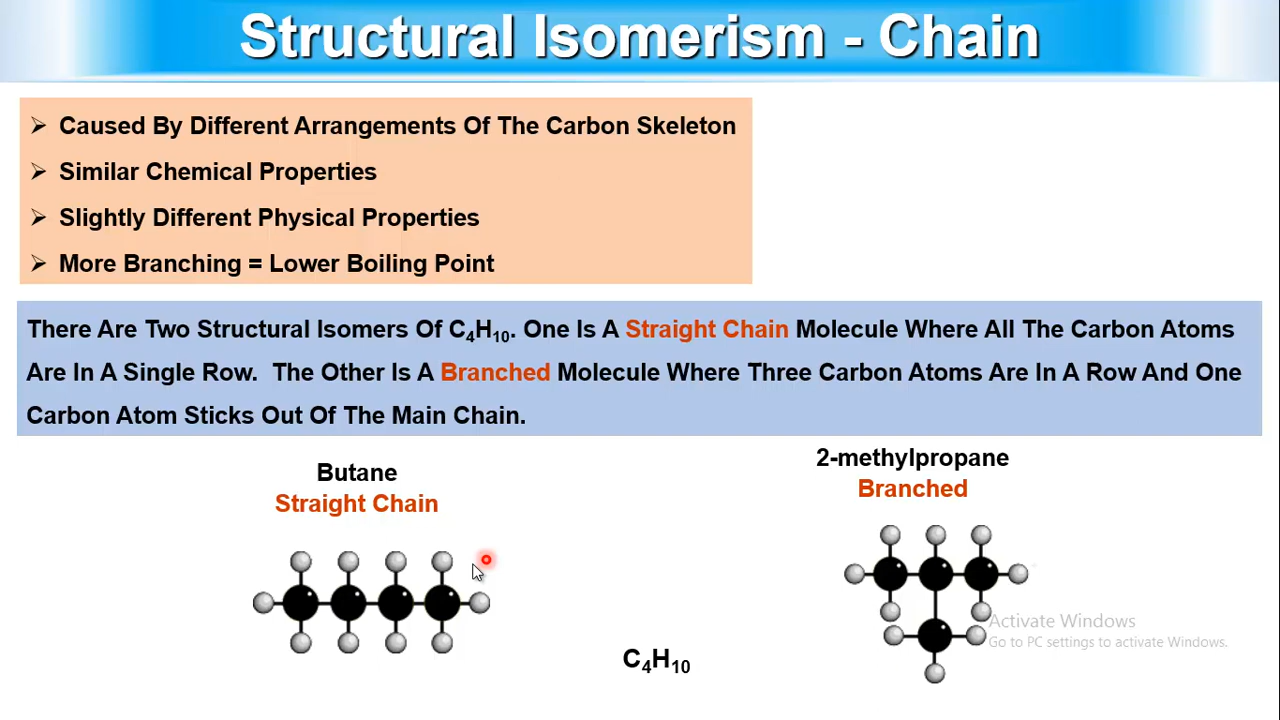 Structural Isomerism - Chain
➢ Caused By Different Arrangements Of The Carbon Skeleton
➢ Similar Chemical Properties
➢ Slightly Different Physical Properties
➢ More Branching = Lower Boiling Point
There Are Two Structural Isomers Of C₄H₁₀. One Is A Straight Chain Molecule Where All The Carbon Atoms
Are In A Single Row. The Other Is A Branched Molecule Where Three Carbon Atoms Are In A Row And One
Carbon Atom Sticks Out Of The Main Chain.
Butane
Straight Chain
2-methylpropane
Branched
C₄H₁₀
Activate Windows
Go to PC settings to activate Windows.